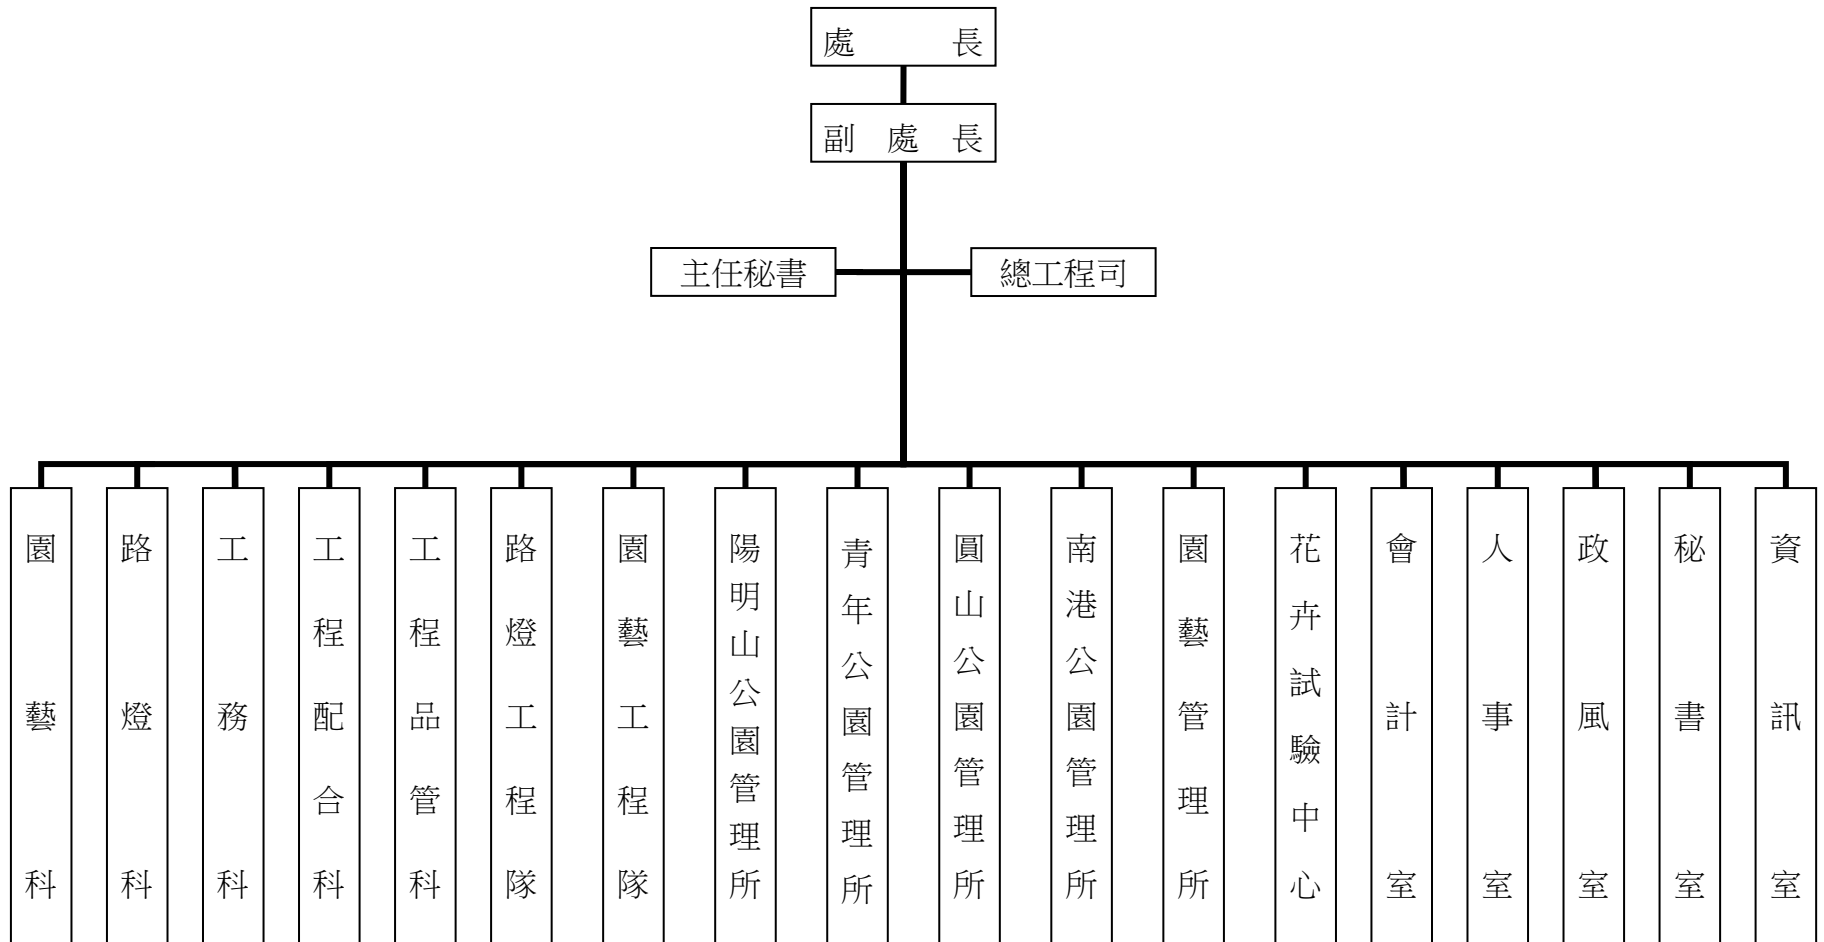 處長
副處長
主任秘書
總工程司
園藝科
路燈科
工務科
工程配合科
工程品管科
路燈工程隊
園藝工程隊
陽明山公園管理所
青年公園管理所
圓山公園管理所
南港公園管理所
園藝管理所
花卉試驗中心
會計室
人事室
政風室
秘書室
資訊室